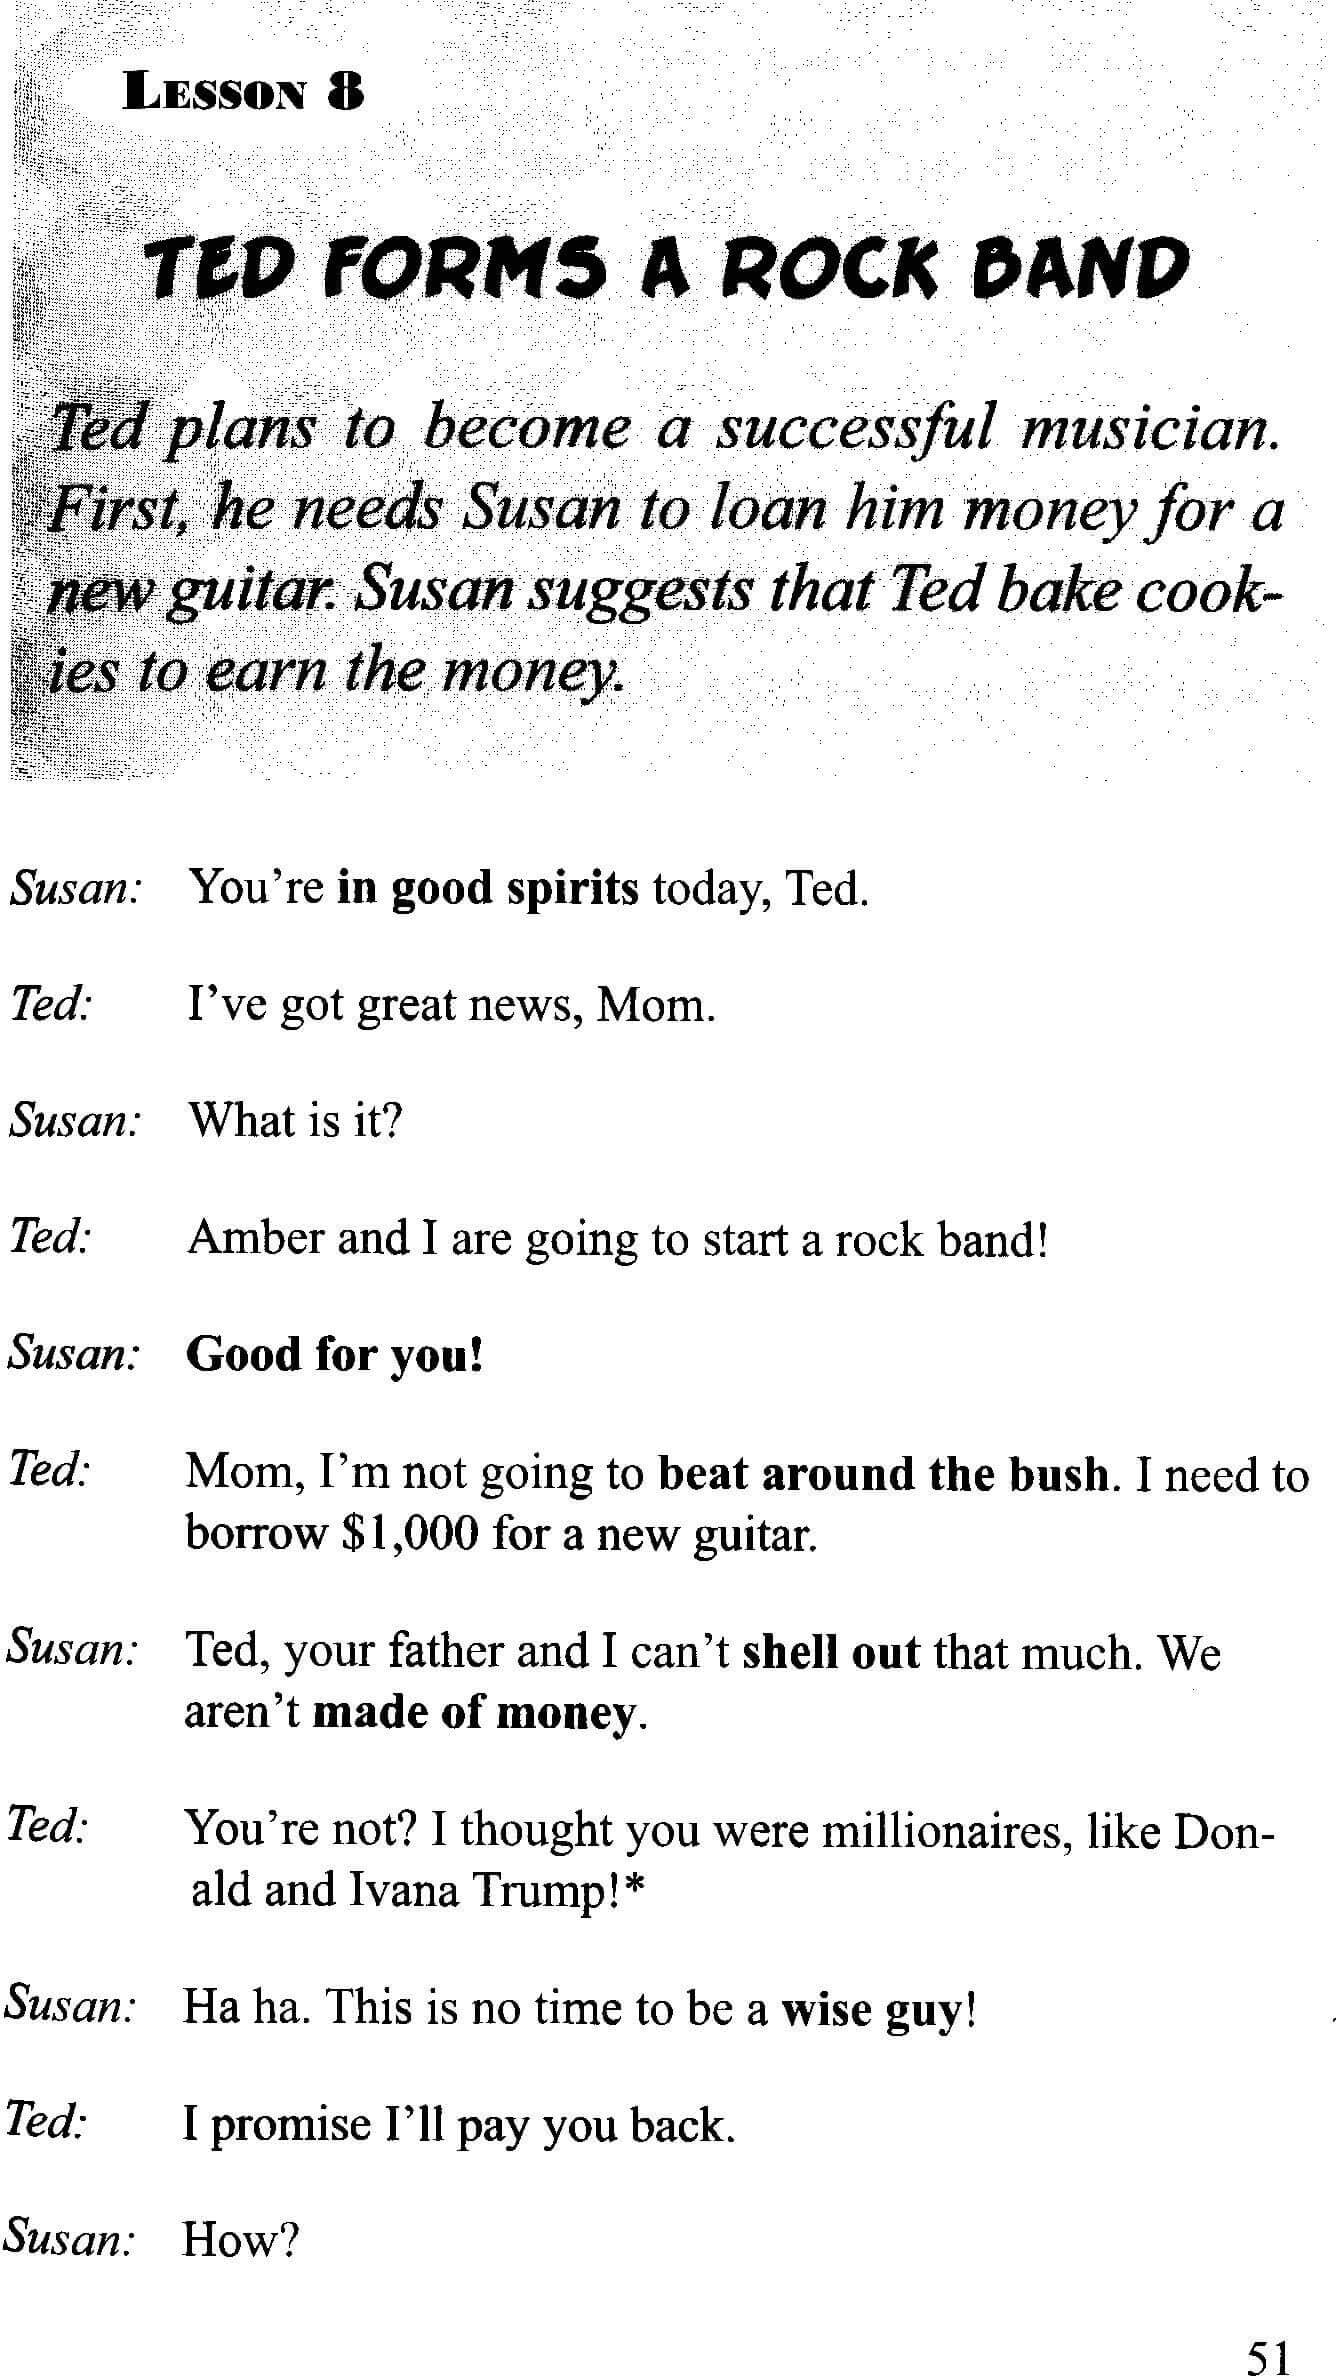 LESSON 8
TED FORMS A ROCK BAND
Ted plans to become a successful musician.
First, he needs Susan to loan him money for a
new guitar. Susan suggests that Ted bake cook-
ies to earn the money.
Susan: You're in good spirits today, Ted.
Ted: I've got great news, Mom.
Susan: What is it?
Ted: Amber and I are going to start a rock band!
Susan: Good for you!
Ted: Mom, I'm not going to beat around the bush. I need to
borrow $1,000 for a new guitar.
Susan: Ted, your father and I can't shell out that much. We
aren't made of money.
Ted: You're not? I thought you were millionaires, like Don-
ald and Ivana Trump!*
Susan: Ha ha. This is no time to be a wise guy!
Ted: I promise I'll pay you back.
Susan: How?
51